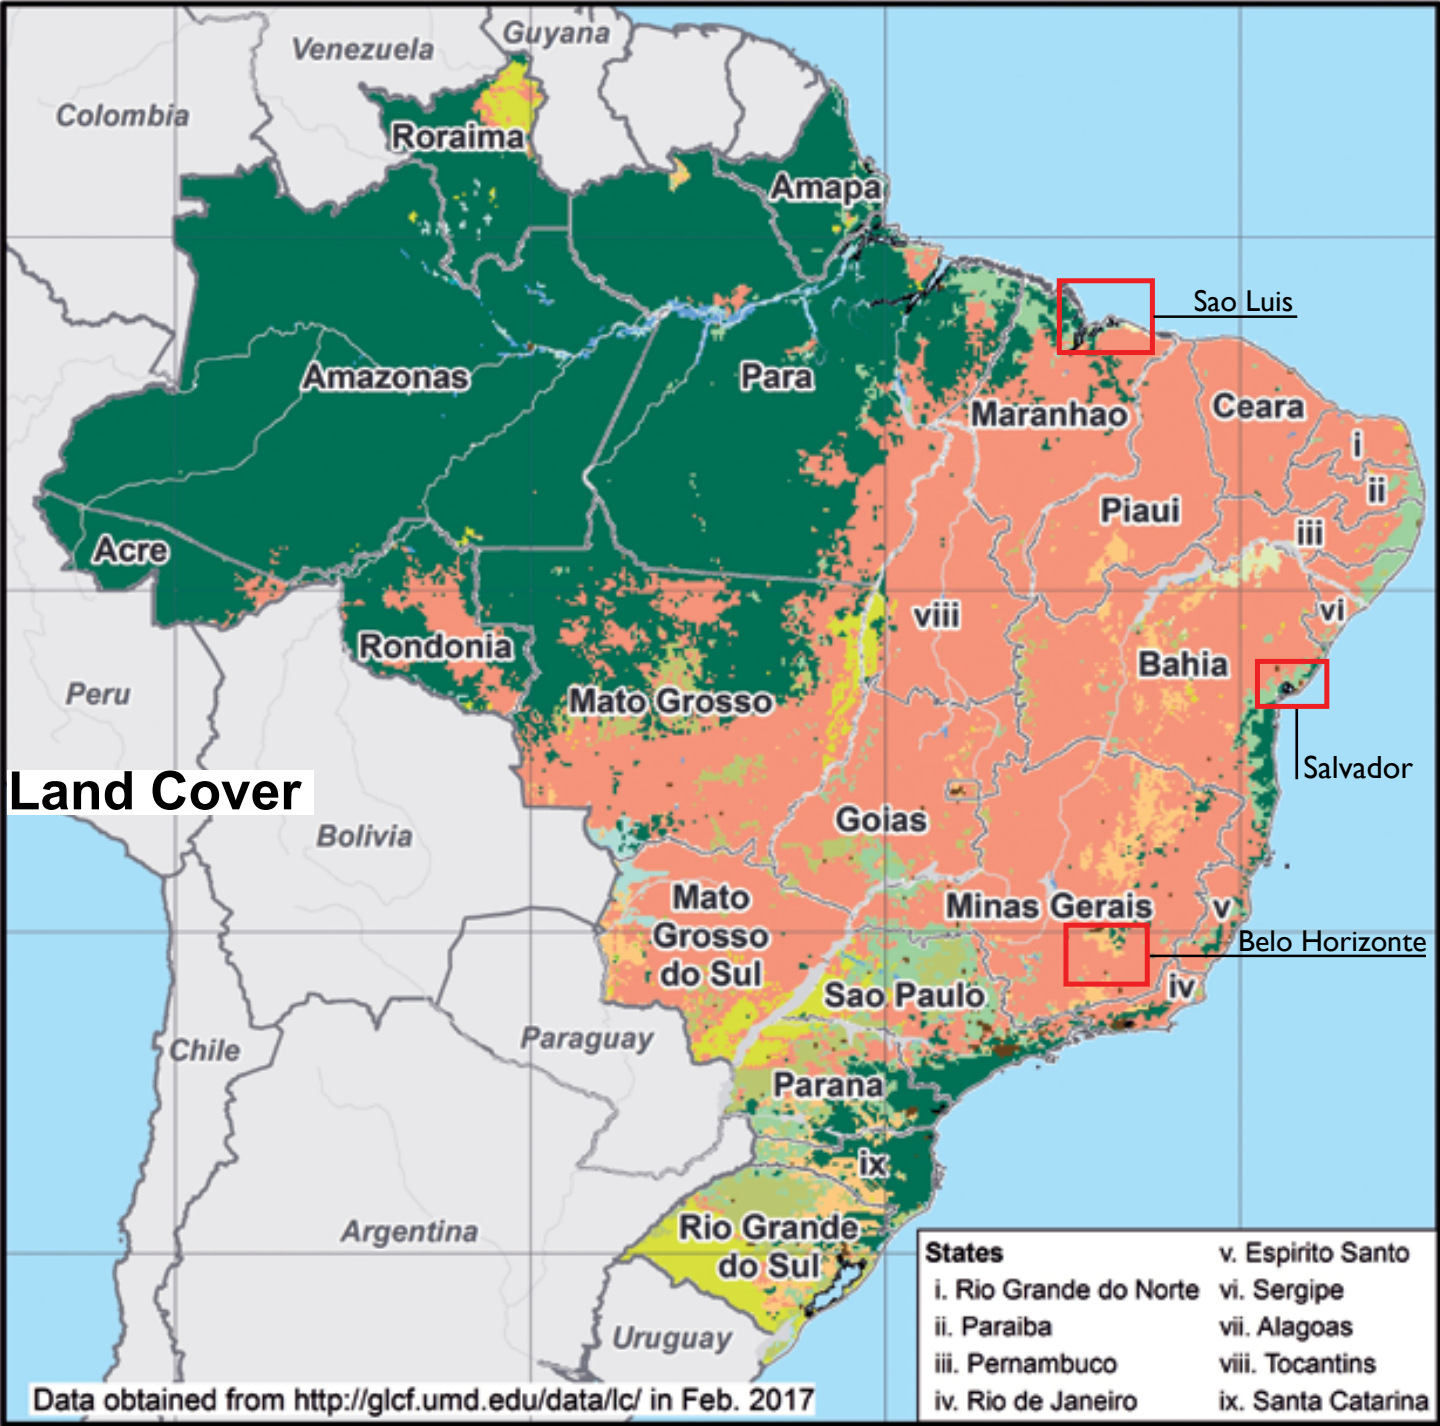 Guyana
Venezuela
Colombia
Roraima
Amapa
Sao Luis
Amazonas
Para
Maranhao
Ceara
i
ii
Piaui
iii
Acre
viii
vi
Rondonia
Bahia
Peru
Mato Grosso
Salvador
Land Cover
Bolivia
Goias
Mato
Grosso
do Sul
Minas Gerais
v
Belo Horizonte
iv
Sao Paulo
Chile
Paraguay
Parana
ix
Argentina
Rio Grande
do Sul
Uruguay
States
i. Rio Grande do Norte
ii. Paraiba
iii. Pernambuco
iv. Rio de Janeiro
v. Espirito Santo
vi. Sergipe
vii. Alagoas
viii. Tocantins
ix. Santa Catarina
Data obtained from http://glcf.umd.edu/data/lc/ in Feb. 2017